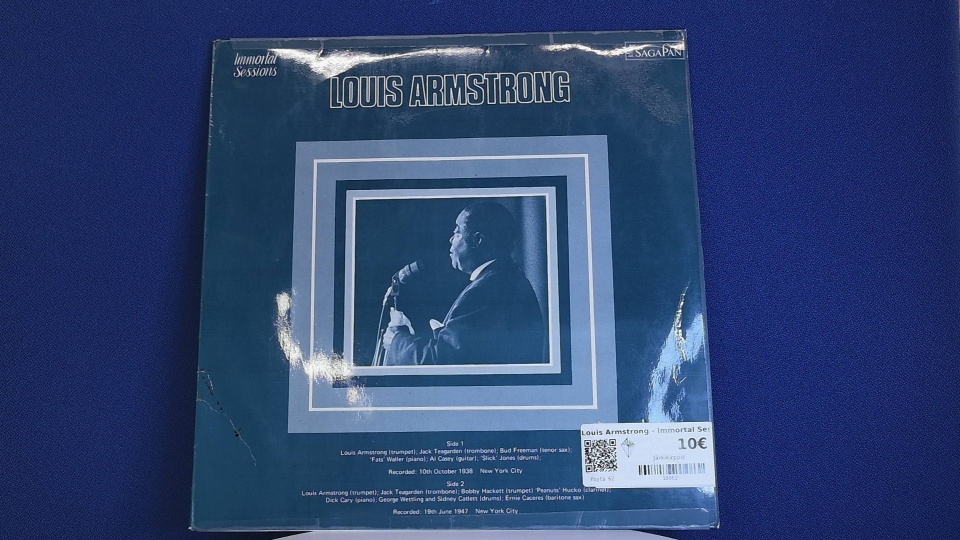 Immortal
Sessions
SAGAPAN
LOUIS ARMSTRONG
Side 1
Louis Armstrong (trumpet); Jack Teagarden (trombone); Bud Freeman (tenor sax);
'Fats' Waller (piano); Al Casey (guitar); 'Slick' Jones (drums);
Recorded: 10th October 1938 New York City
Side 2
Louis Armstrong (trumpet); Jack Teagarden (trombone); Bobby Hackett (trumpet) 'Peanuts' Hucko (clarinet);
Dick Cary (piano); George Wettling and Sidney Catlett (drums); Ernie Caceres (baritone sax)
Recorded: 19th June 1947 New York City
Louis Armstrong - Immortal Se
10€
Pöytä 52